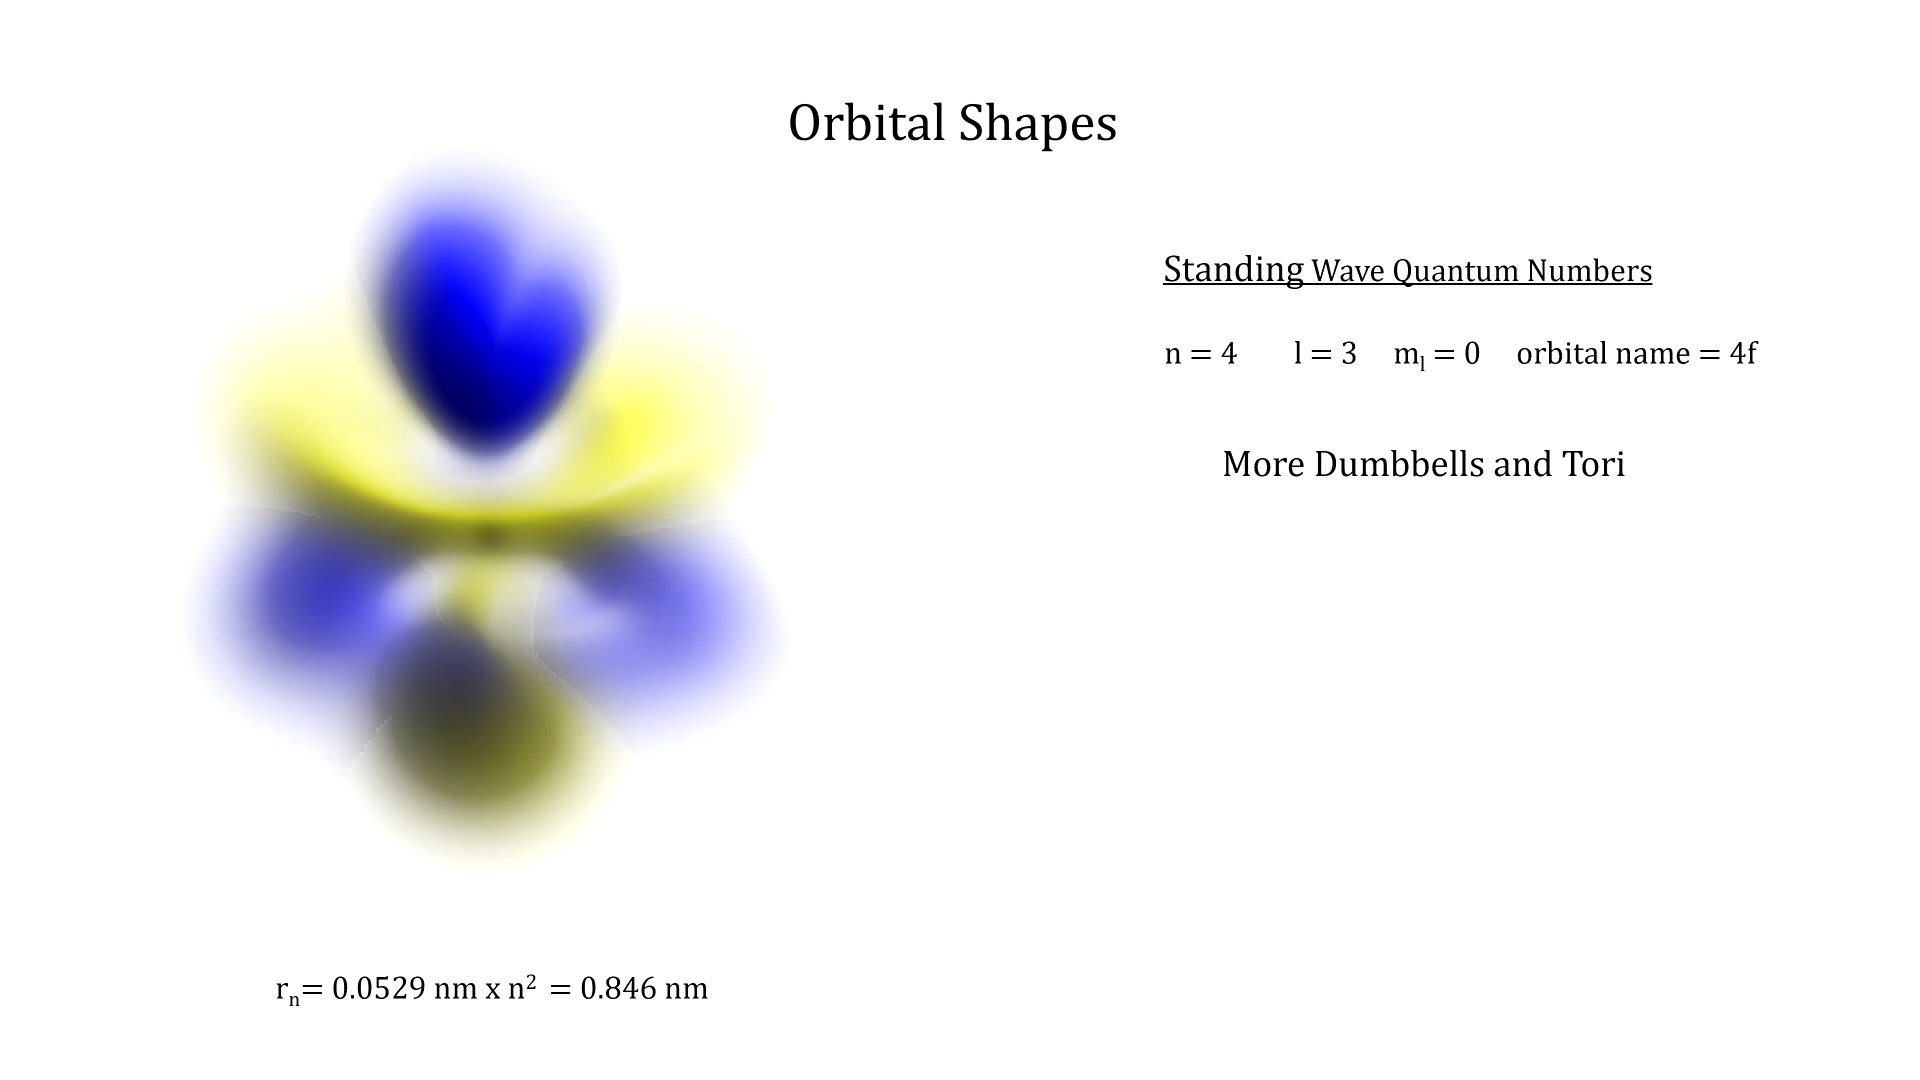 Orbital Shapes
Standing Wave Quantum Numbers
n = 4 l = 3 mₗ = 0 orbital name = 4f
More Dumbbells and Tori
rₙ= 0.0529 nm x n² = 0.846 nm